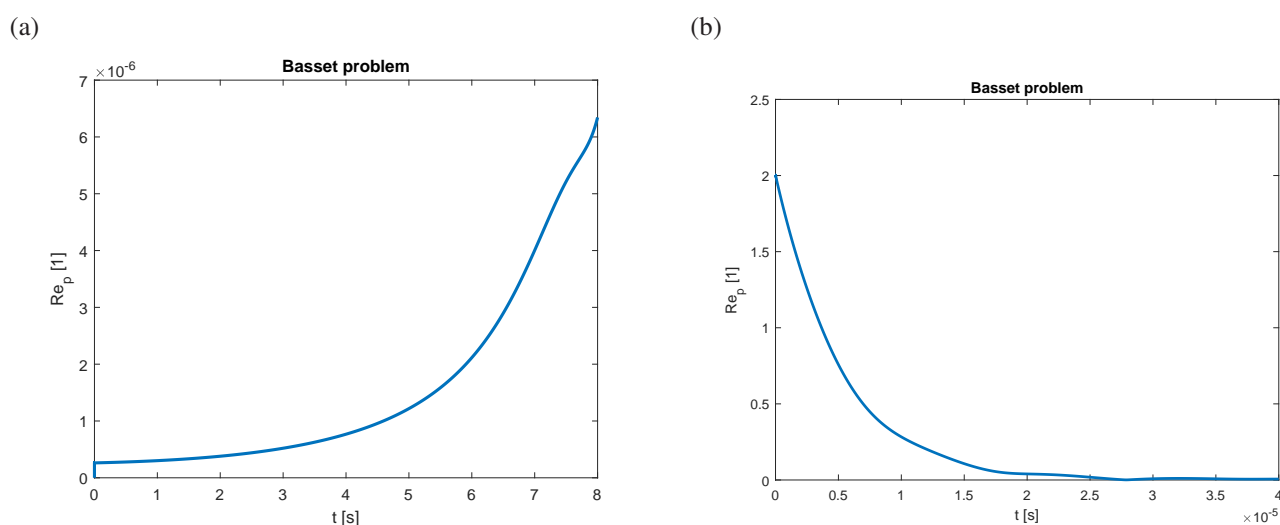 (a)
×10⁻⁶
Basset problem
7
6
5
4
3
2
1
0
Re_p [1]
0 1 2 3 4 5 6 7 8
t [s]
(b)
Basset problem
2.5
2
1.5
1
0.5
0
Re_p [1]
0 0.5 1 1.5 2 2.5 3 3.5 4
×10⁻⁵
t [s]